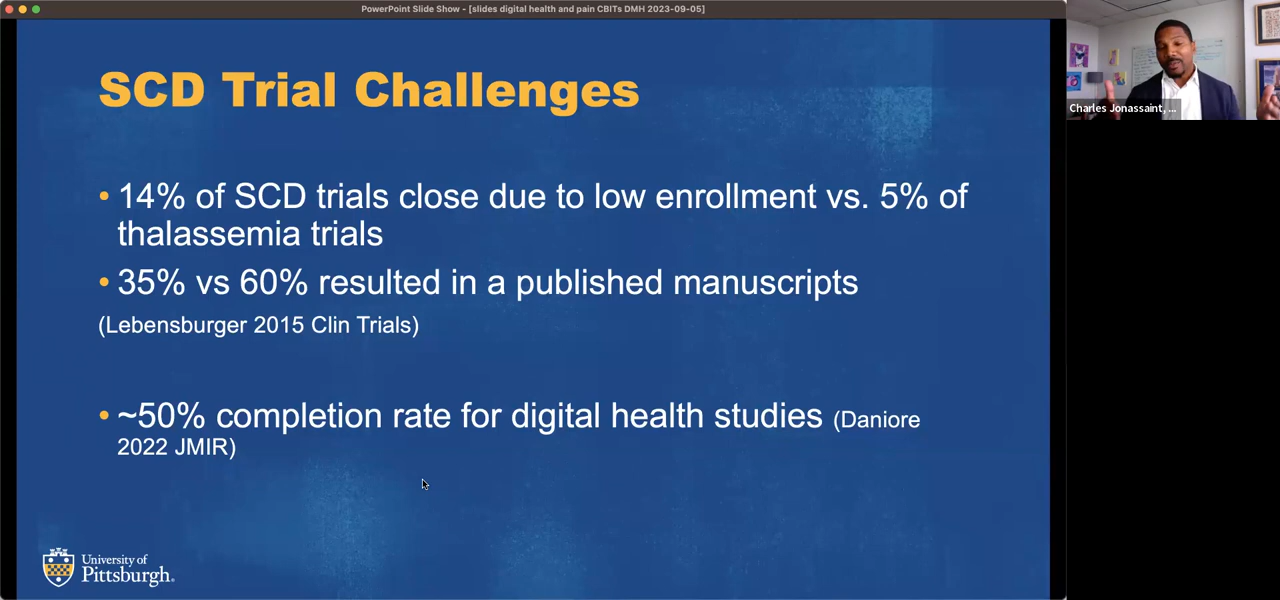 PowerPoint Slide Show - [slides digital health and pain CBITs DMH 2023-09-05]
SCD Trial Challenges
• 14% of SCD trials close due to low enrollment vs. 5% of
thalassemia trials
• 35% vs 60% resulted in a published manuscripts
(Lebensburger 2015 Clin Trials)
• ~50% completion rate for digital health studies (Daniore
2022 JMIR)
University of
Pittsburgh.
Charles Jonassaint, ...